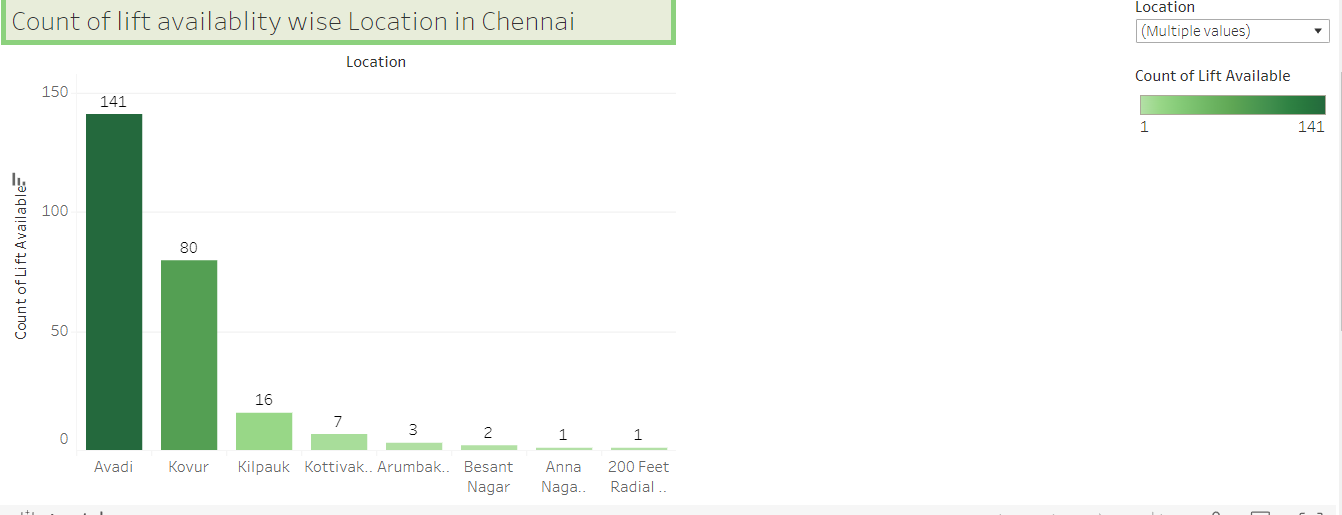 Count of lift availablity wise Location in Chennai
Location
(Multiple values)
Count of Lift Available
1
141
Location
Count of Lift Available
150
100
50
0
141
80
16
7
3
2
1
1
Avadi
Kovur
Kilpauk
Kottivak..
Arumbak..
Besant
Nagar
Anna
Naga..
200 Feet
Radial ..